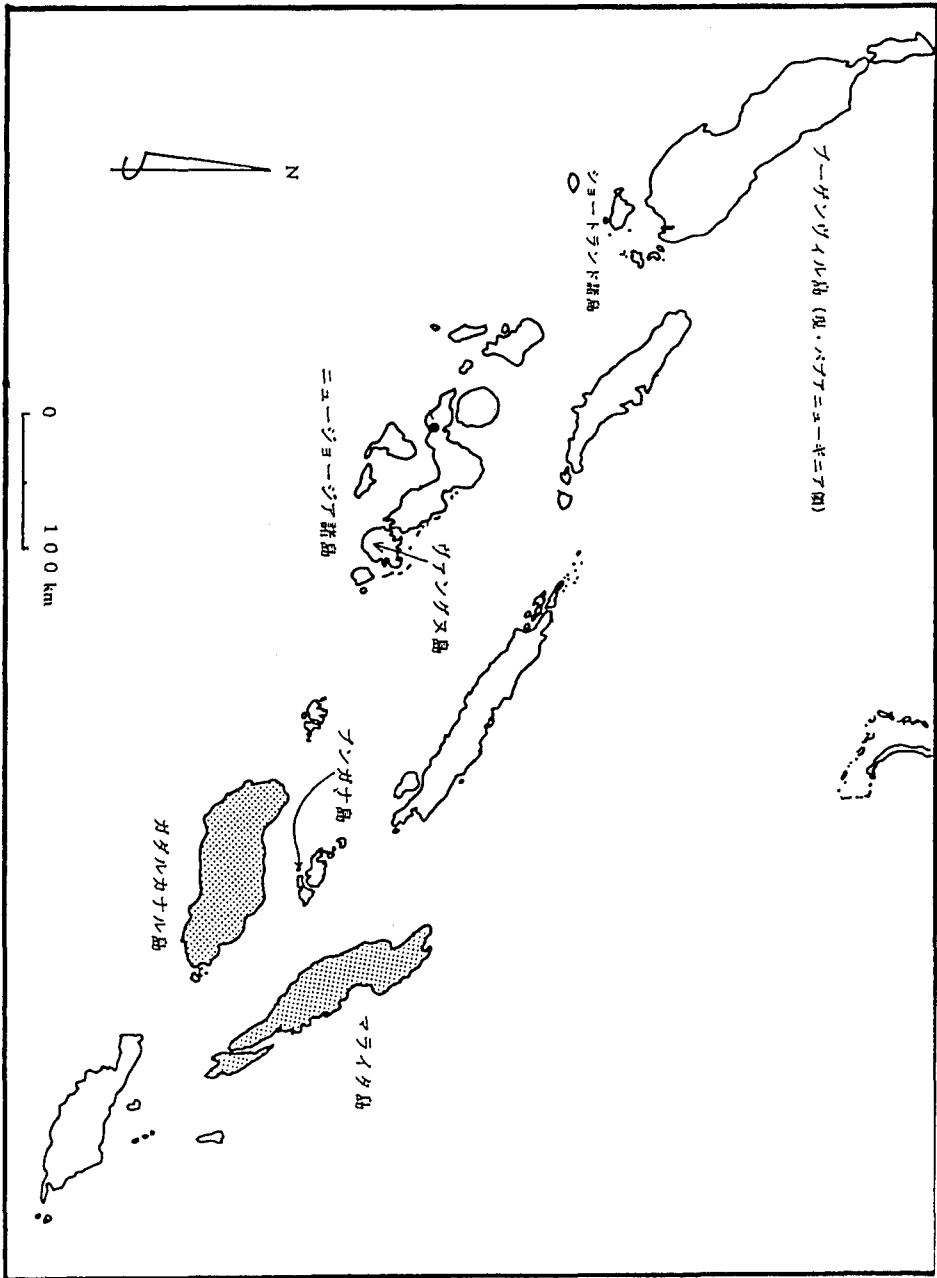 ブーゲンヴィル島 (現・パプアニューギニア国)
ショートランド諸島
N
ニュージョージア諸島
ヴァングヌ島
0 100 km
ブンガナ島
ガダルカナル島
マライタ島